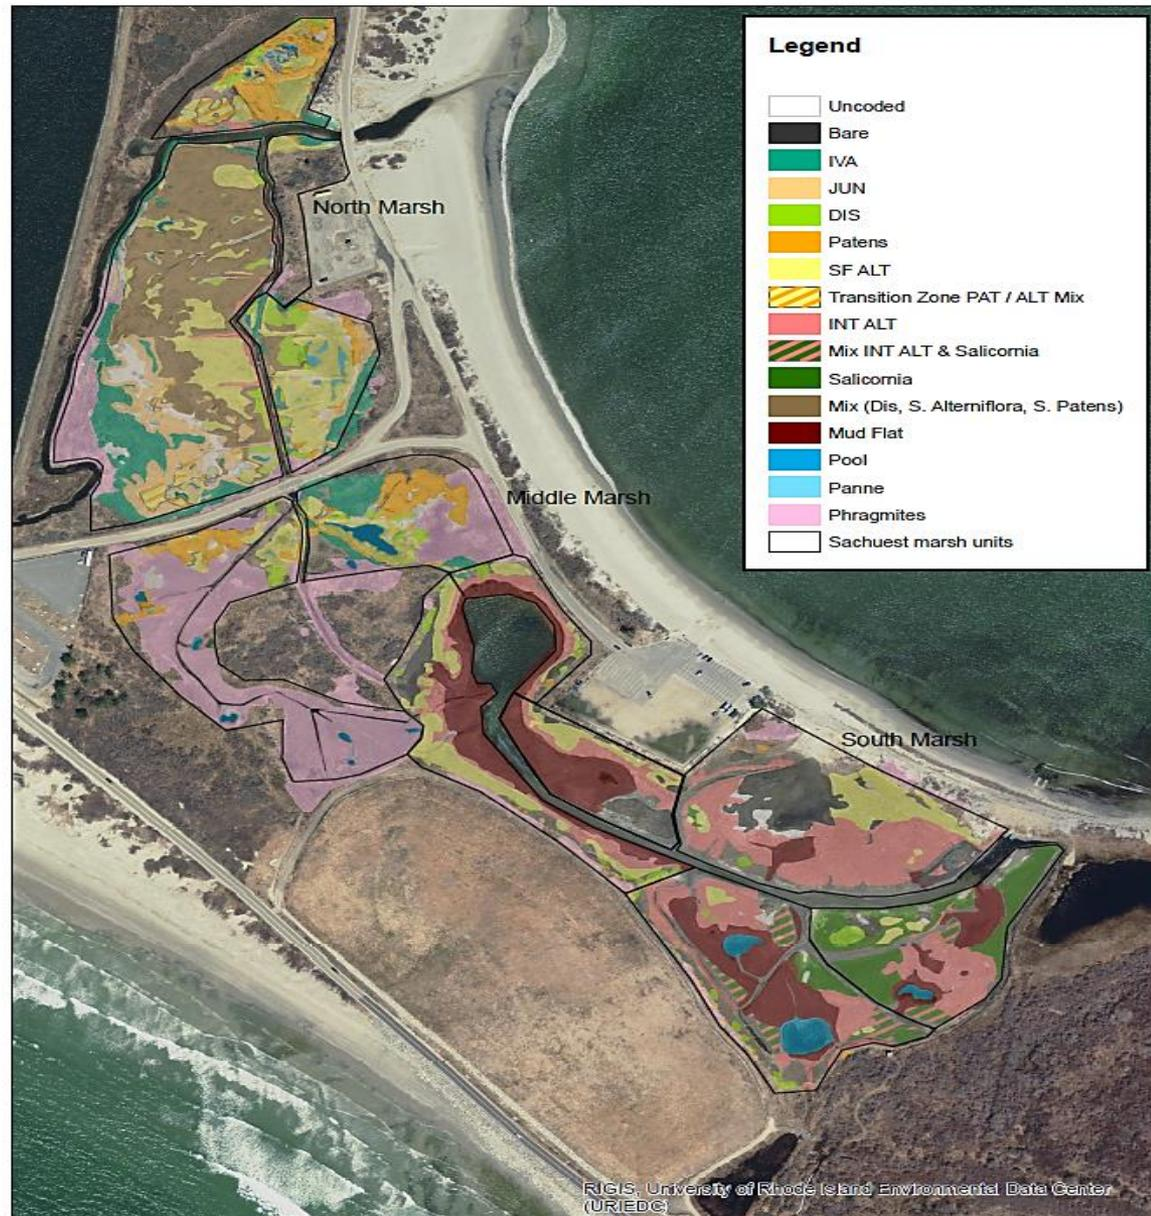 Legend
Uncoded
Bare
IVA
JUN
DIS
Patens
SF ALT
Transition Zone PAT / ALT Mix
INT ALT
Mix INT ALT & Salicornia
Salicornia
Mix (Dis, S. Alterniflora, S. Patens)
Mud Flat
Pool
Panne
Phragmites
Sachuest marsh units
North Marsh
Middle Marsh
South Marsh
RIGIS, University of Rhode Island Environmental Data Center
(URIEDC)